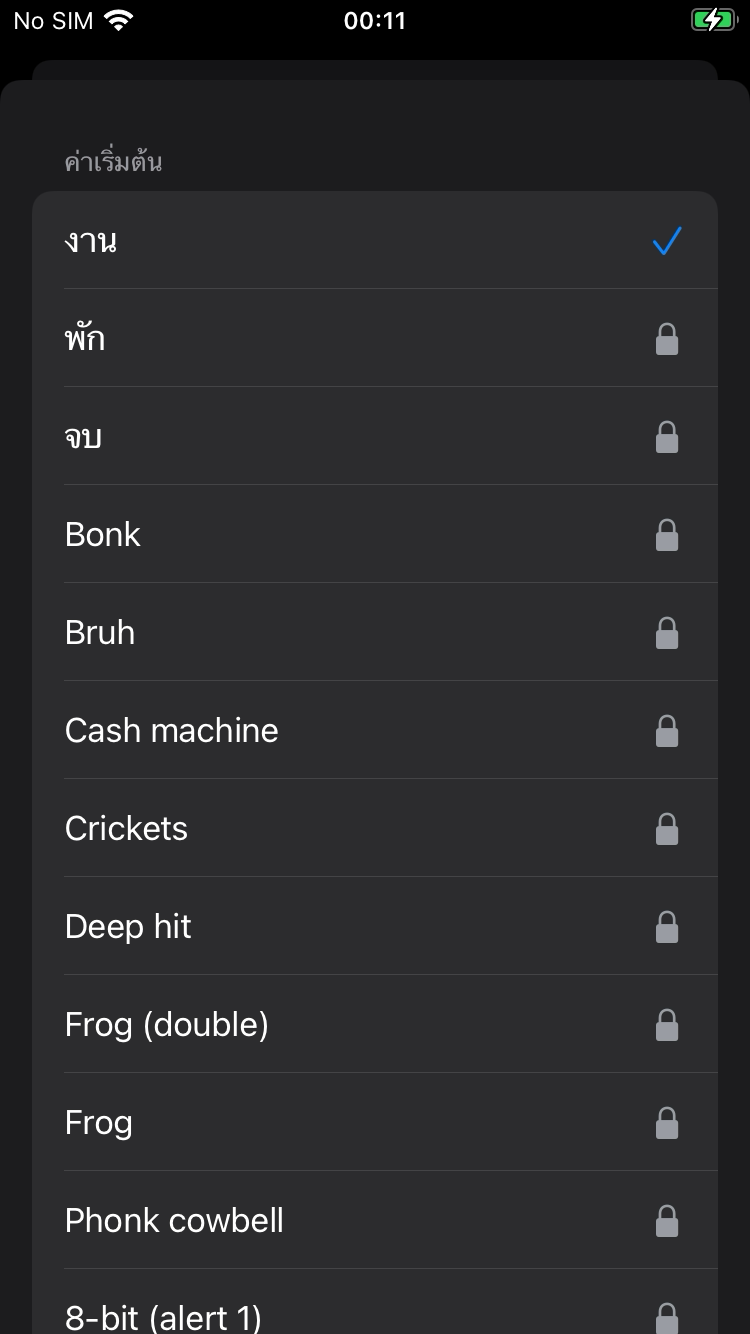 No SIM
00:11
ค่าเริ่มต้น
งาน
พัก
จบ
Bonk
Bruh
Cash machine
Crickets
Deep hit
Frog (double)
Frog
Phonk cowbell
8-bit (alert 1)